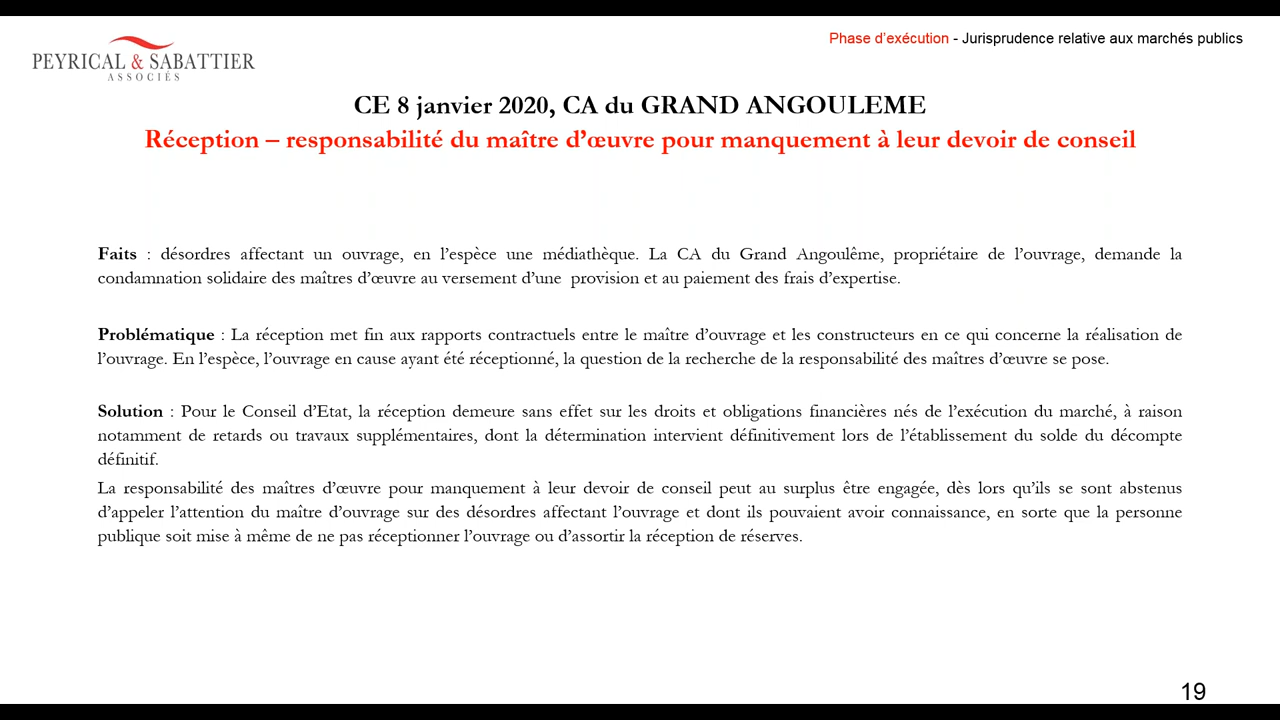 PEYRICAL & SABATTIER
ASSOCIÉS
Phase d'exécution - Jurisprudence relative aux marchés publics
CE 8 janvier 2020, CA du GRAND ANGOULEME
Réception – responsabilité du maître d'œuvre pour manquement à leur devoir de conseil
Faits : désordres affectant un ouvrage, en l'espèce une médiathèque. La CA du Grand Angoulême, propriétaire de l'ouvrage, demande la
condamnation solidaire des maîtres d'œuvre au versement d'une provision et au paiement des frais d'expertise.
Problématique : La réception met fin aux rapports contractuels entre le maître d'ouvrage et les constructeurs en ce qui concerne la réalisation de
l'ouvrage. En l'espèce, l'ouvrage en cause ayant été réceptionné, la question de la recherche de la responsabilité des maîtres d'œuvre se pose.
Solution : Pour le Conseil d'Etat, la réception demeure sans effet sur les droits et obligations financières nés de l'exécution du marché, à raison
notamment de retards ou travaux supplémentaires, dont la détermination intervient définitivement lors de l'établissement du solde du décompte
définitif.
La responsabilité des maîtres d'œuvre pour manquement à leur devoir de conseil peut au surplus être engagée, dès lors qu'ils se sont abstenus
d'appeler l'attention du maître d'ouvrage sur des désordres affectant l'ouvrage et dont ils pouvaient avoir connaissance, en sorte que la personne
publique soit mise à même de ne pas réceptionner l'ouvrage ou d'assortir la réception de réserves.
19